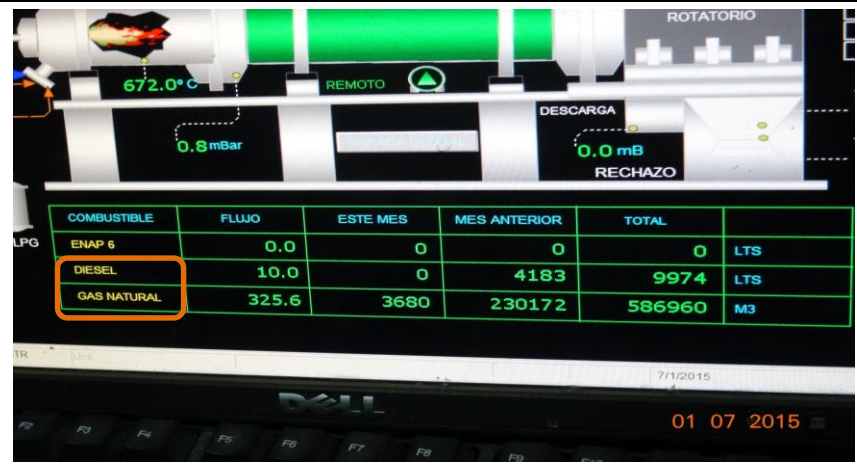 ROTATORIO
672.0°C
REMOTO
DESCARGA
0.8 mBar
0.0 mB
RECHAZO
COMBUSTIBLE FLUJO ESTE MES MES ANTERIOR TOTAL
LPG
ENAP 6 0.0 0 0 0 LTS
DIESEL 10.0 0 4183 9974 LTS
GAS NATURAL 325.6 3680 230172 586960 M3
TR
Unit
7/1/2015
DELL
01 07 2015
F2 F3 F4 F5 F6 F7 F8 F9